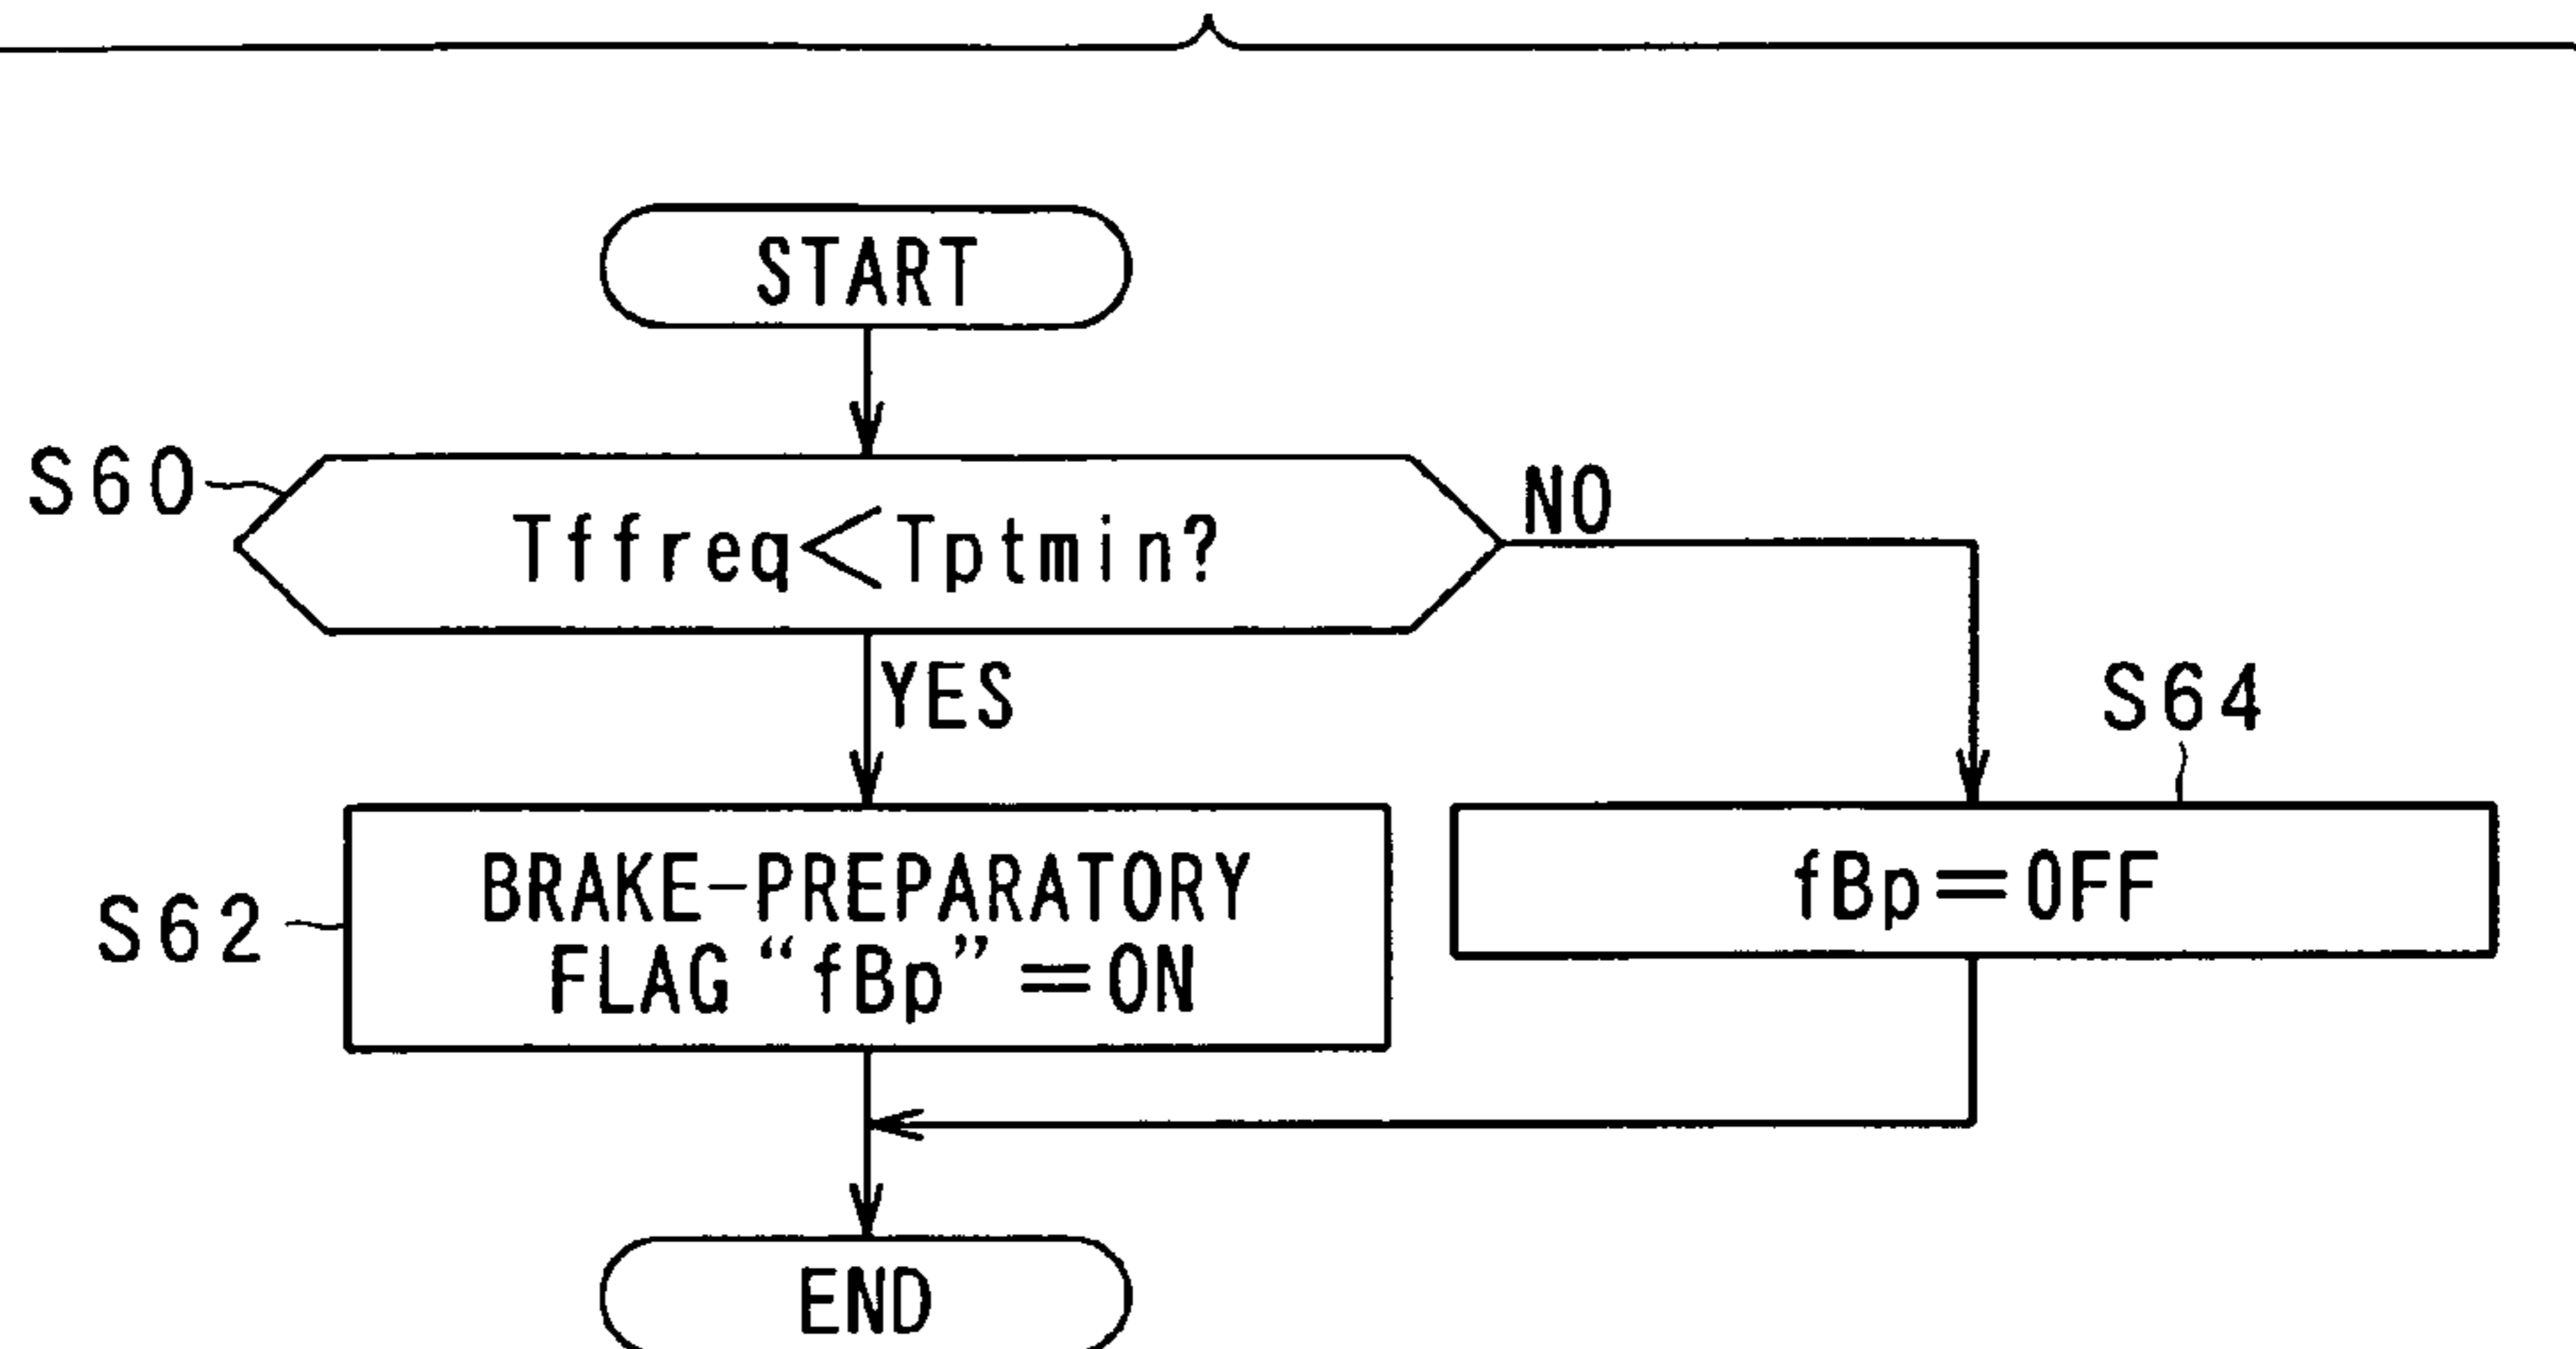 START
S60
Tffreq<Tptmin?
NO
YES
S64
S62
BRAKE-PREPARATORY
FLAG “fBp” =ON
fBp=OFF
END